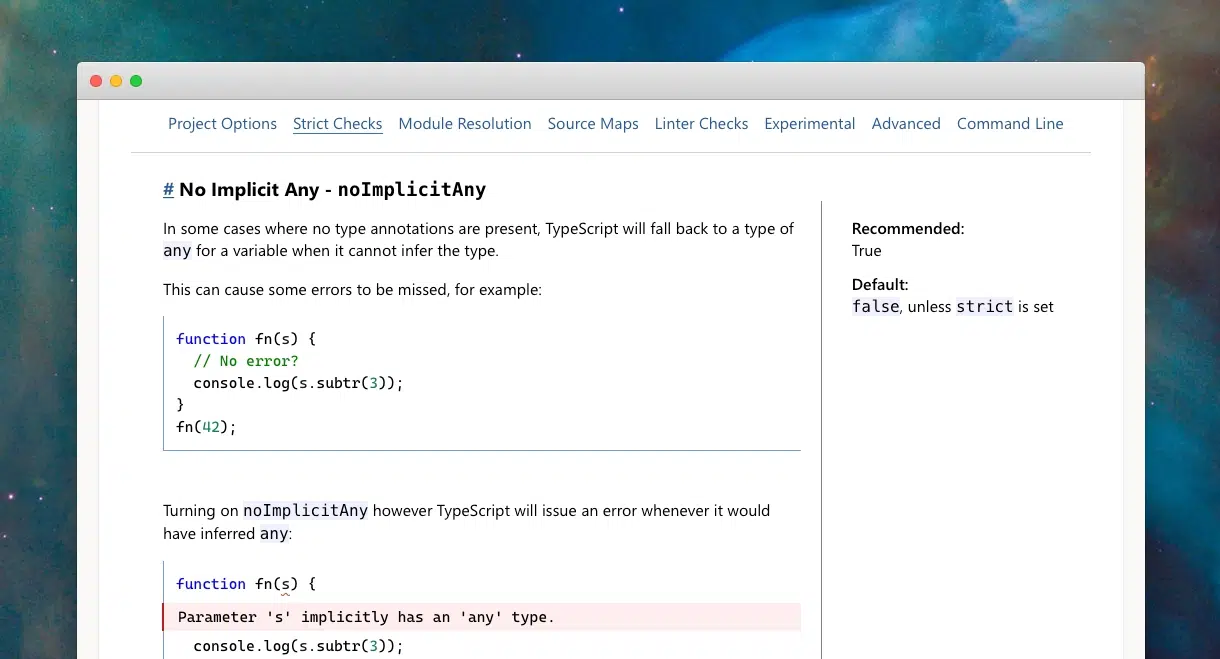 Project Options Strict Checks Module Resolution Source Maps Linter Checks Experimental Advanced Command Line
# No Implicit Any - noImplicitAny
In some cases where no type annotations are present, TypeScript will fall back to a type of
any for a variable when it cannot infer the type.
This can cause some errors to be missed, for example:
function fn(s) {
// No error?
console.log(s.subtr(3));
}
fn(42);
Turning on noImplicitAny however TypeScript will issue an error whenever it would
have inferred any:
function fn(s) {
Parameter 's' implicitly has an 'any' type.
console.log(s.subtr(3));
Recommended:
True
Default:
false, unless strict is set